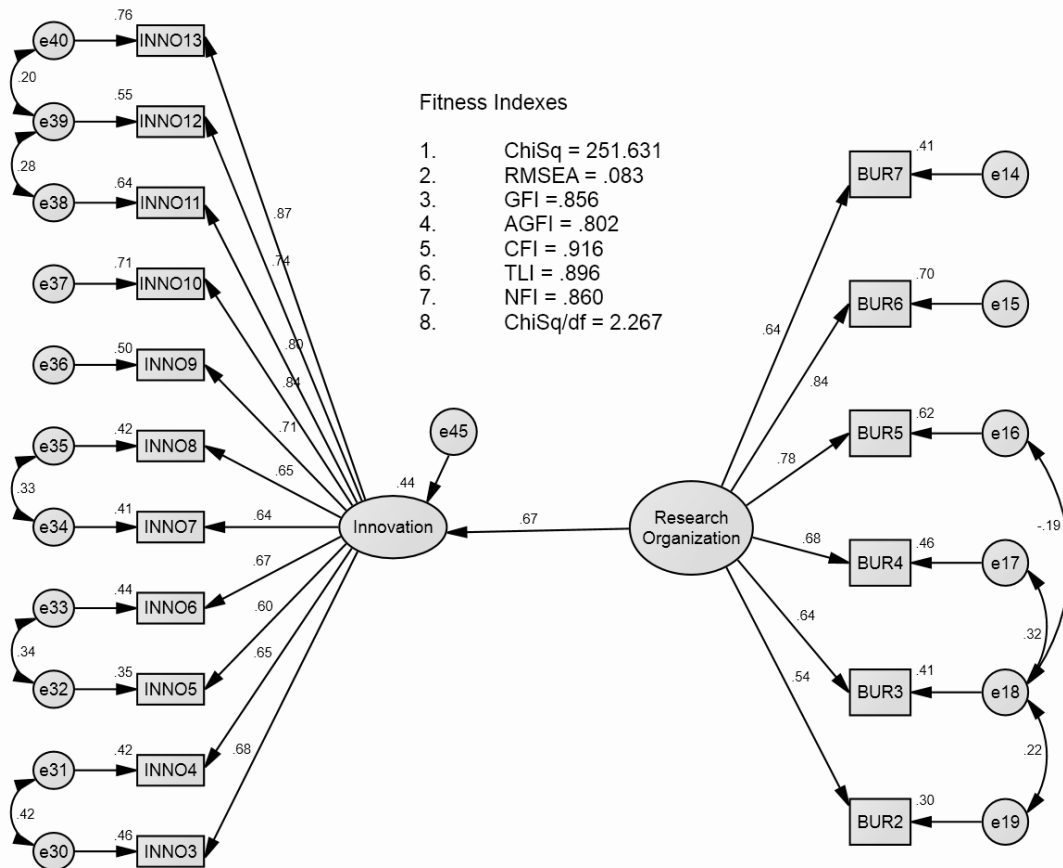 .76
e40
INNO13
.20
.55
e39
INNO12
.28
.64
e38
INNO11
.71
e37
INNO10
.50
e36
INNO9
.42
e35
INNO8
.33
.41
e34
INNO7
.44
e33
INNO6
.34
.35
e32
INNO5
.42
e31
INNO4
.42
.46
e30
INNO3
.87
.74
.80
.84
.71
.65
.64
.67
.60
.65
.68
Fitness Indexes
1. ChiSq = 251.631
2. RMSEA = .083
3. GFI = .856
4. AGFI = .802
5. CFI = .916
6. TLI = .896
7. NFI = .860
8. ChiSq/df = 2.267
e45
.44
Innovation
.67
Research
Organization
.64
.84
.78
.68
.64
.54
.41
BUR7
e14
.70
BUR6
e15
.62
BUR5
e16
-.19
.46
BUR4
e17
.32
.41
BUR3
e18
.22
.30
BUR2
e19